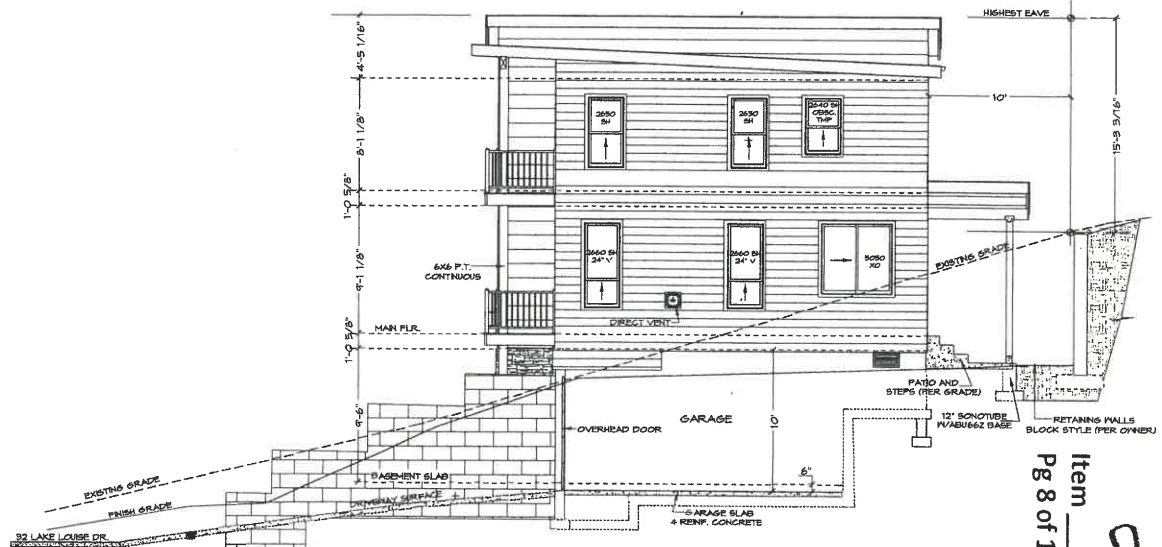 HIGHEST EAVE
4'-5 1/16"
10'
15'-3 3/16"
2650
SH
2650
SH
2640 SH
OBSC.
TMP
8'-1 1/8"
1'-0 5/8"
6X6 P.T.
CONTINUOUS
2660 SH
24" V
2660 SH
24" V
5050
XO
EXISTING GRADE
9'-1 1/8"
DIRECT VENT
MAIN FLR.
1'-0 5/8"
PATIO AND
STEPS (PER GRADE)
GARAGE
10'
OVERHEAD DOOR
12" SONOTUBE
W/ABU66Z BASE
RETAINING WALLS
BLOCK STYLE (PER OWNER)
9'-6"
BASEMENT SLAB
6"
EXISTING GRADE
DRIVEWAY SURFACE
FINISH GRADE
GARAGE SLAB
4 REINF. CONCRETE
92 LAKE LOUISE DR.
Item
Pg 8 of 1